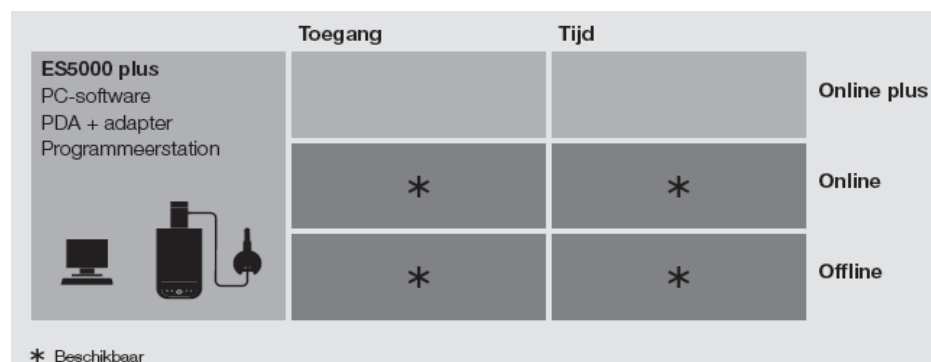 Toegang Tijd
ES5000 plus
PC-software
PDA + adapter
Programmeerstation
Online plus
* *
Online
* *
Offline
* Beschikbaar